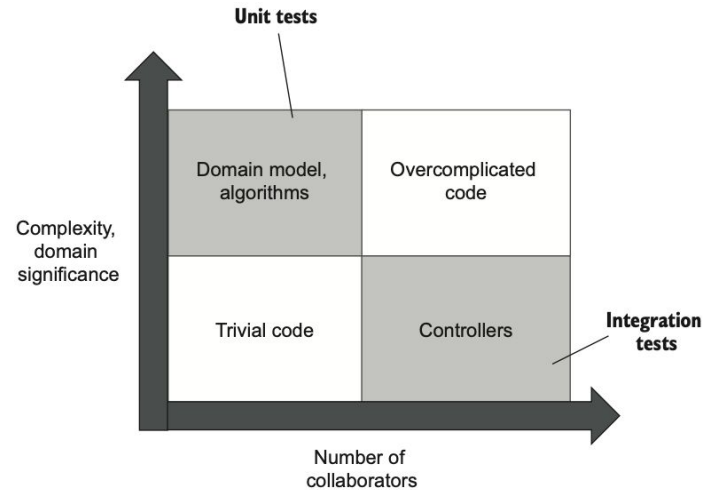 Unit tests
Domain model,
algorithms
Overcomplicated
code
Complexity,
domain
significance
Trivial code
Controllers
Integration
tests
Number of
collaborators